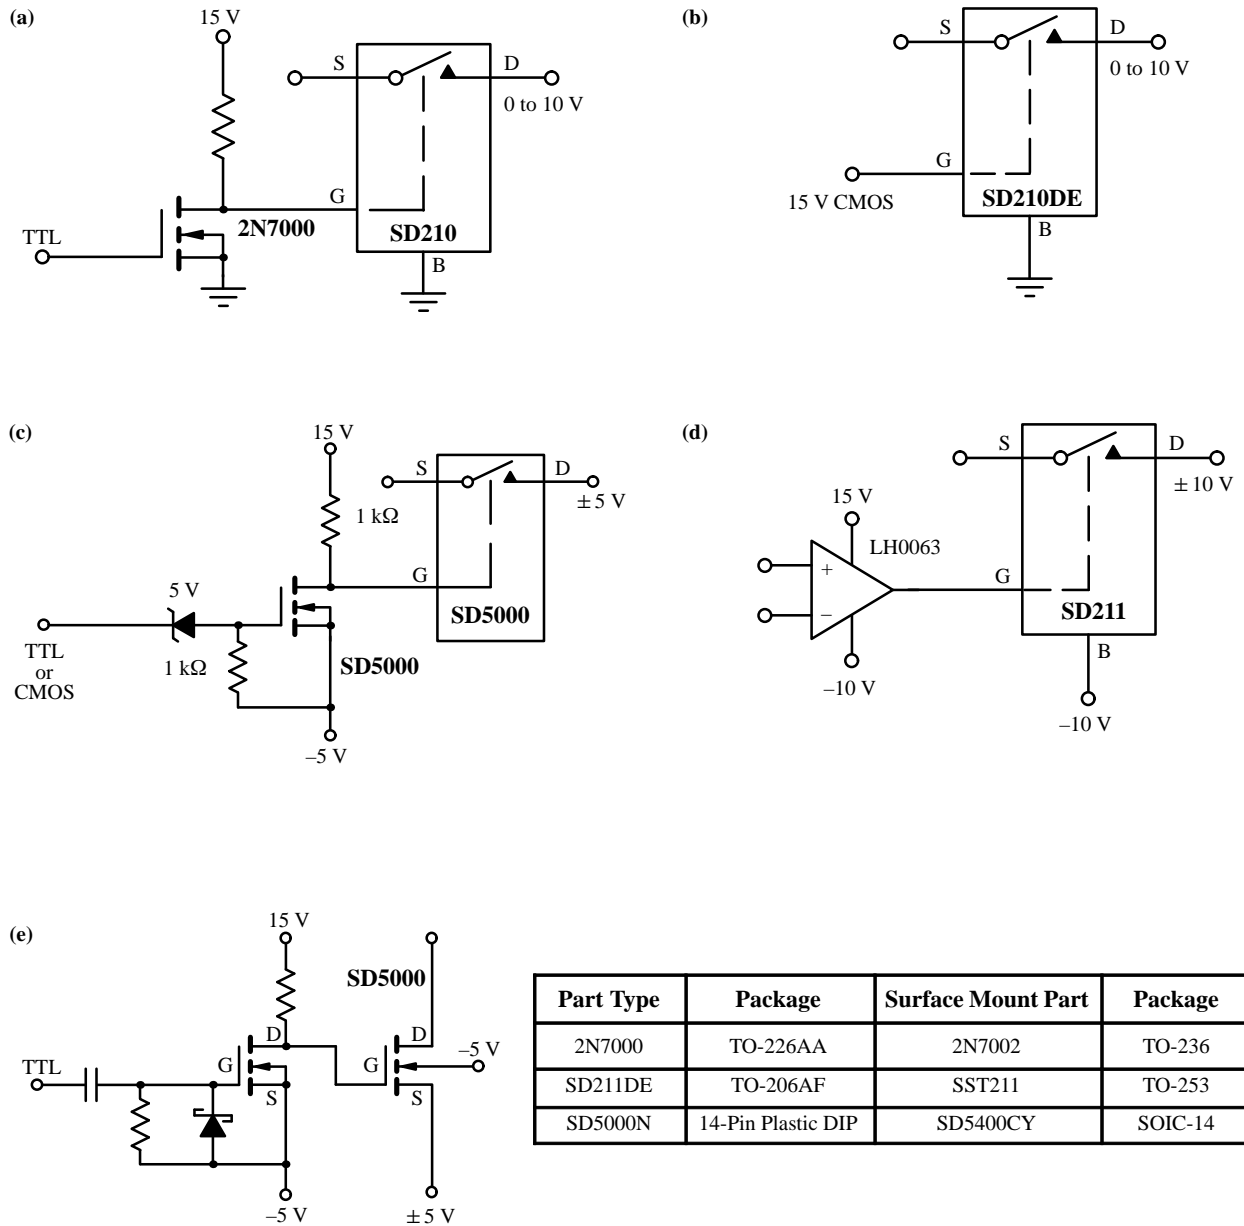 (a)
15 V
S
D
0 to 10 V
G
2N7000
SD210
TTL
B
(b)
S
D
0 to 10 V
G
15 V CMOS
SD210DE
B
(c)
15 V
S
D
± 5 V
1 kΩ
G
5 V
SD5000
TTL
or
CMOS
1 kΩ
SD5000
–5 V
(d)
S
D
± 10 V
15 V
LH0063
+
–
G
SD211
B
–10 V
–10 V
(e)
15 V
SD5000
D
D
G
G
–5 V
TTL
S
S
–5 V
± 5 V
Part Type Package Surface Mount Part Package
2N7000 TO-226AA 2N7002 TO-236
SD211DE TO-206AF SST211 TO-253
SD5000N 14-Pin Plastic DIP SD5400CY SOIC-14